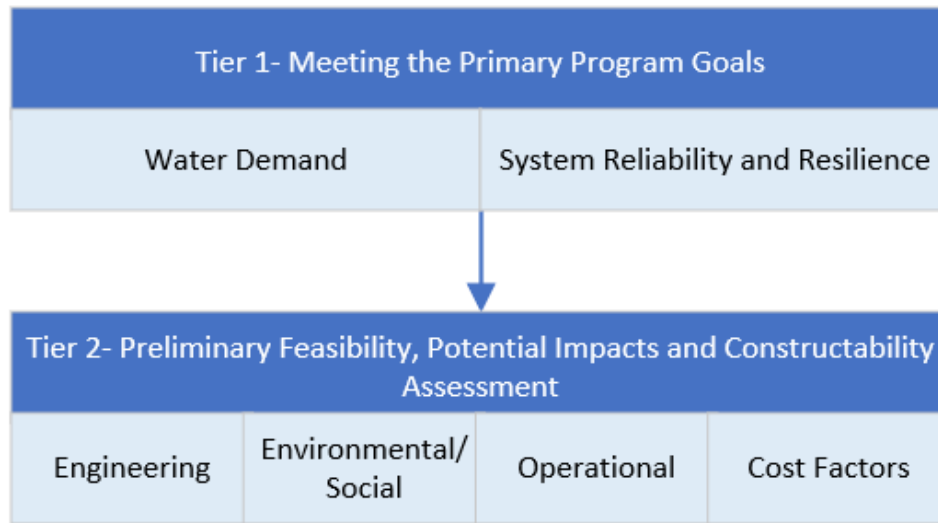 Tier 1- Meeting the Primary Program Goals
Water Demand
System Reliability and Resilience
Tier 2- Preliminary Feasibility, Potential Impacts and Constructability
Assessment
Engineering
Environmental/
Social
Operational
Cost Factors